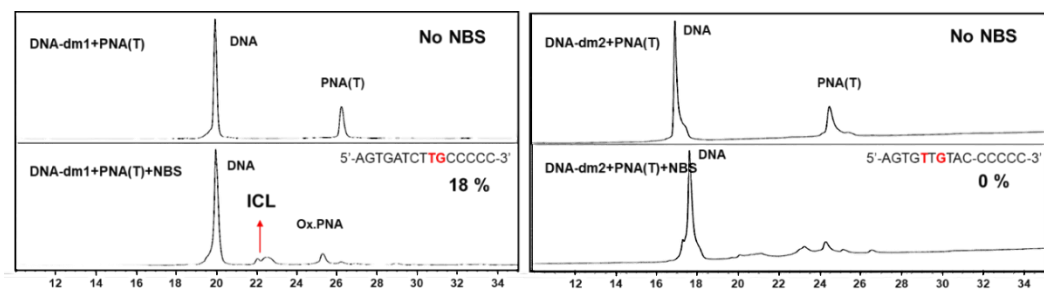 DNA-dm1+PNA(T)
DNA
No NBS
PNA(T)
DNA-dm1+PNA(T)+NBS
DNA
5'-AGTGATCTTGCCCCC-3'
18 %
ICL
Ox.PNA
10 12 14 16 18 20 22 24 26 28 30 32 34
DNA-dm2+PNA(T)
DNA
No NBS
PNA(T)
DNA-dm2+PNA(T)+NBS
DNA
5'-AGTGTTGTAC-CCCCC-3'
0 %
12 14 16 18 20 22 24 26 28 30 32 34